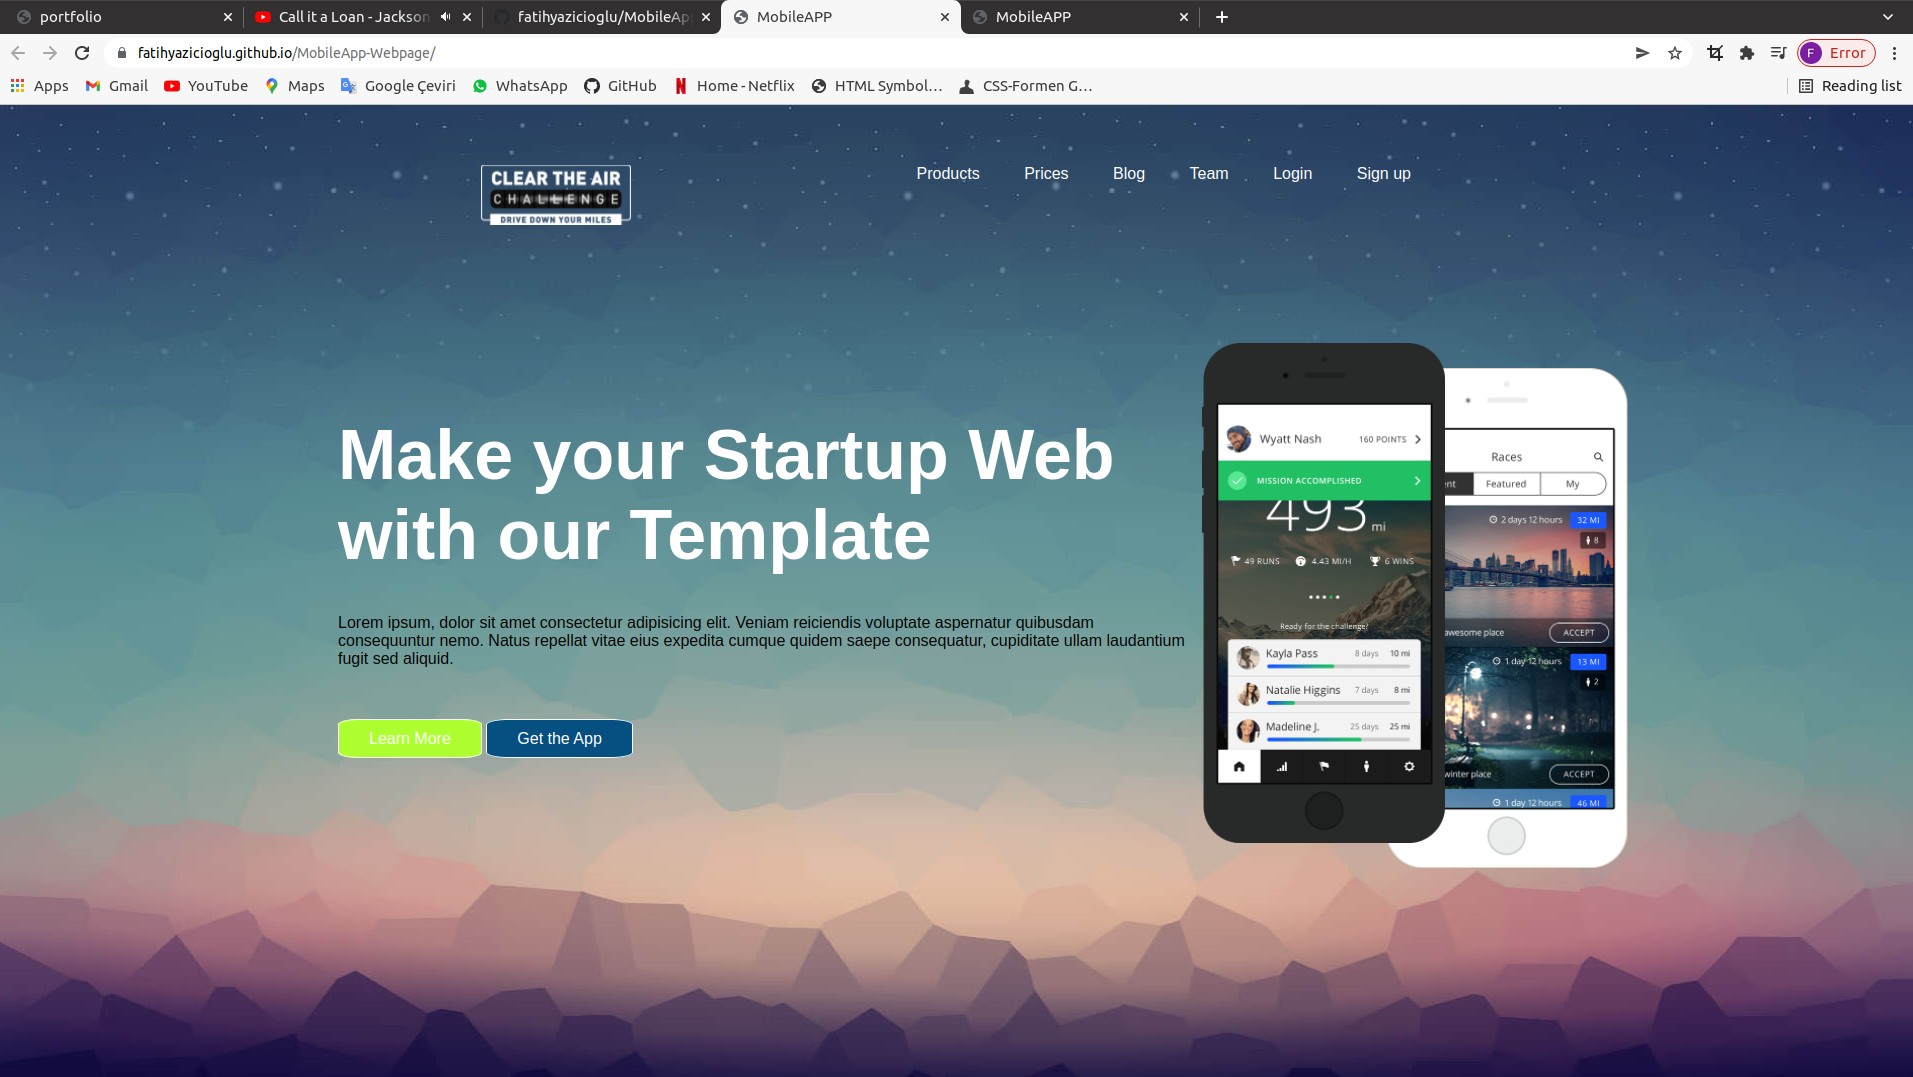 portfolio
Call it a Loan - Jackson
fatihyazicioglu/MobileAp
MobileAPP
MobileAPP
fatihyazicioglu.github.io/MobileApp-Webpage/
F Error
Apps
Gmail
YouTube
Maps
Google Çeviri
WhatsApp
GitHub
Home - Netflix
HTML Symbol...
CSS-Formen G...
Reading list
CLEAR THE AIR
CHALLENGE
DRIVE DOWN YOUR MILES
Products
Prices
Blog
Team
Login
Sign up
Make your Startup Web
with our Template
Lorem ipsum, dolor sit amet consectetur adipisicing elit. Veniam reiciendis voluptate aspernatur quibusdam
consequuntur nemo. Natus repellat vitae eius expedita cumque quidem saepe consequatur, cupiditate ullam laudantium
fugit sed aliquid.
Learn More
Get the App
Wyatt Nash
160 POINTS
MISSION ACCOMPLISHED
493 mi
49 RUNS
4.43 MI/H
6 WINS
Ready for the challenge?
Kayla Pass 8 days 10 mi
Natalie Higgins 7 days 8 mi
Madeline J. 25 days 25 mi
Races
ent
Featured
My
2 days 12 hours 32 MI
8
awesome place ACCEPT
1 day 12 hours 13 MI
2
winter place ACCEPT
1 day 12 hours 46 MI